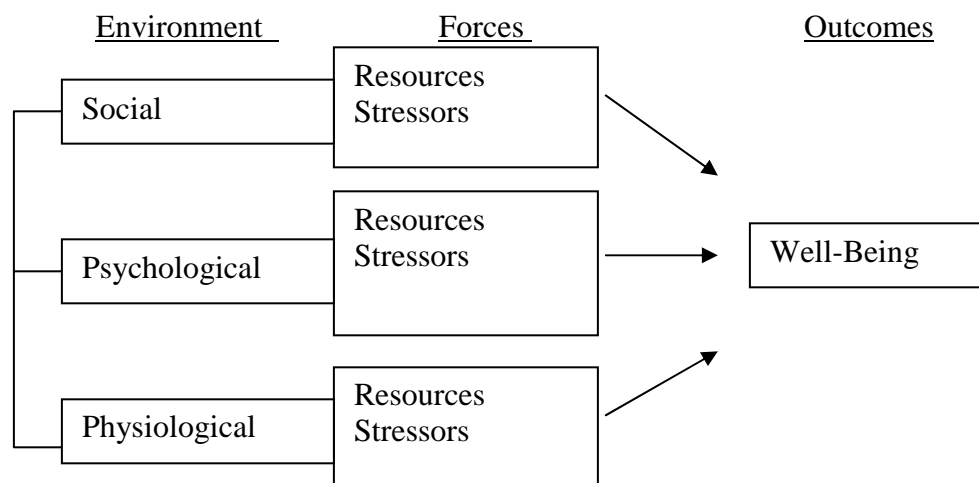 Environment Forces Outcomes
Social
Resources
Stressors
Psychological
Resources
Stressors
Well-Being
Physiological
Resources
Stressors